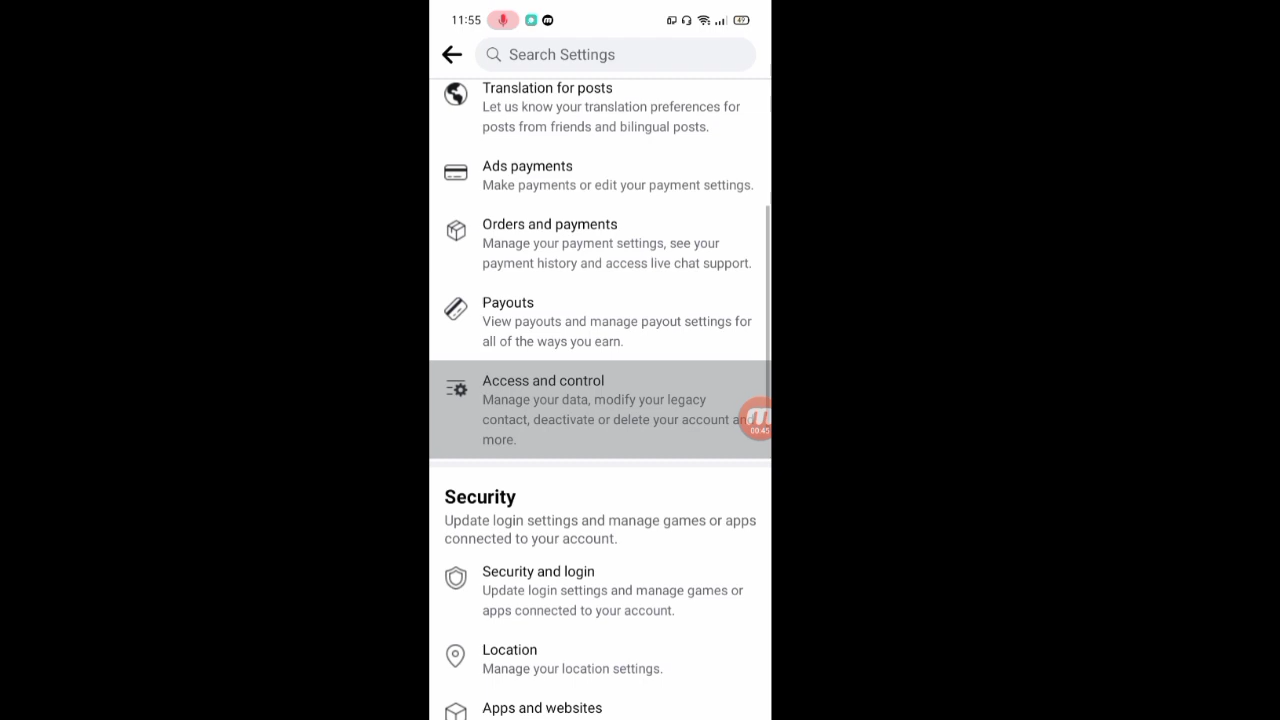 11:55
49
Search Settings
Translation for posts
Let us know your translation preferences for
posts from friends and bilingual posts.
Ads payments
Make payments or edit your payment settings.
Orders and payments
Manage your payment settings, see your
payment history and access live chat support.
Payouts
View payouts and manage payout settings for
all of the ways you earn.
Access and control
Manage your data, modify your legacy
contact, deactivate or delete your account and
more.
00:45
Security
Update login settings and manage games or apps
connected to your account.
Security and login
Update login settings and manage games or
apps connected to your account.
Location
Manage your location settings.
Apps and websites